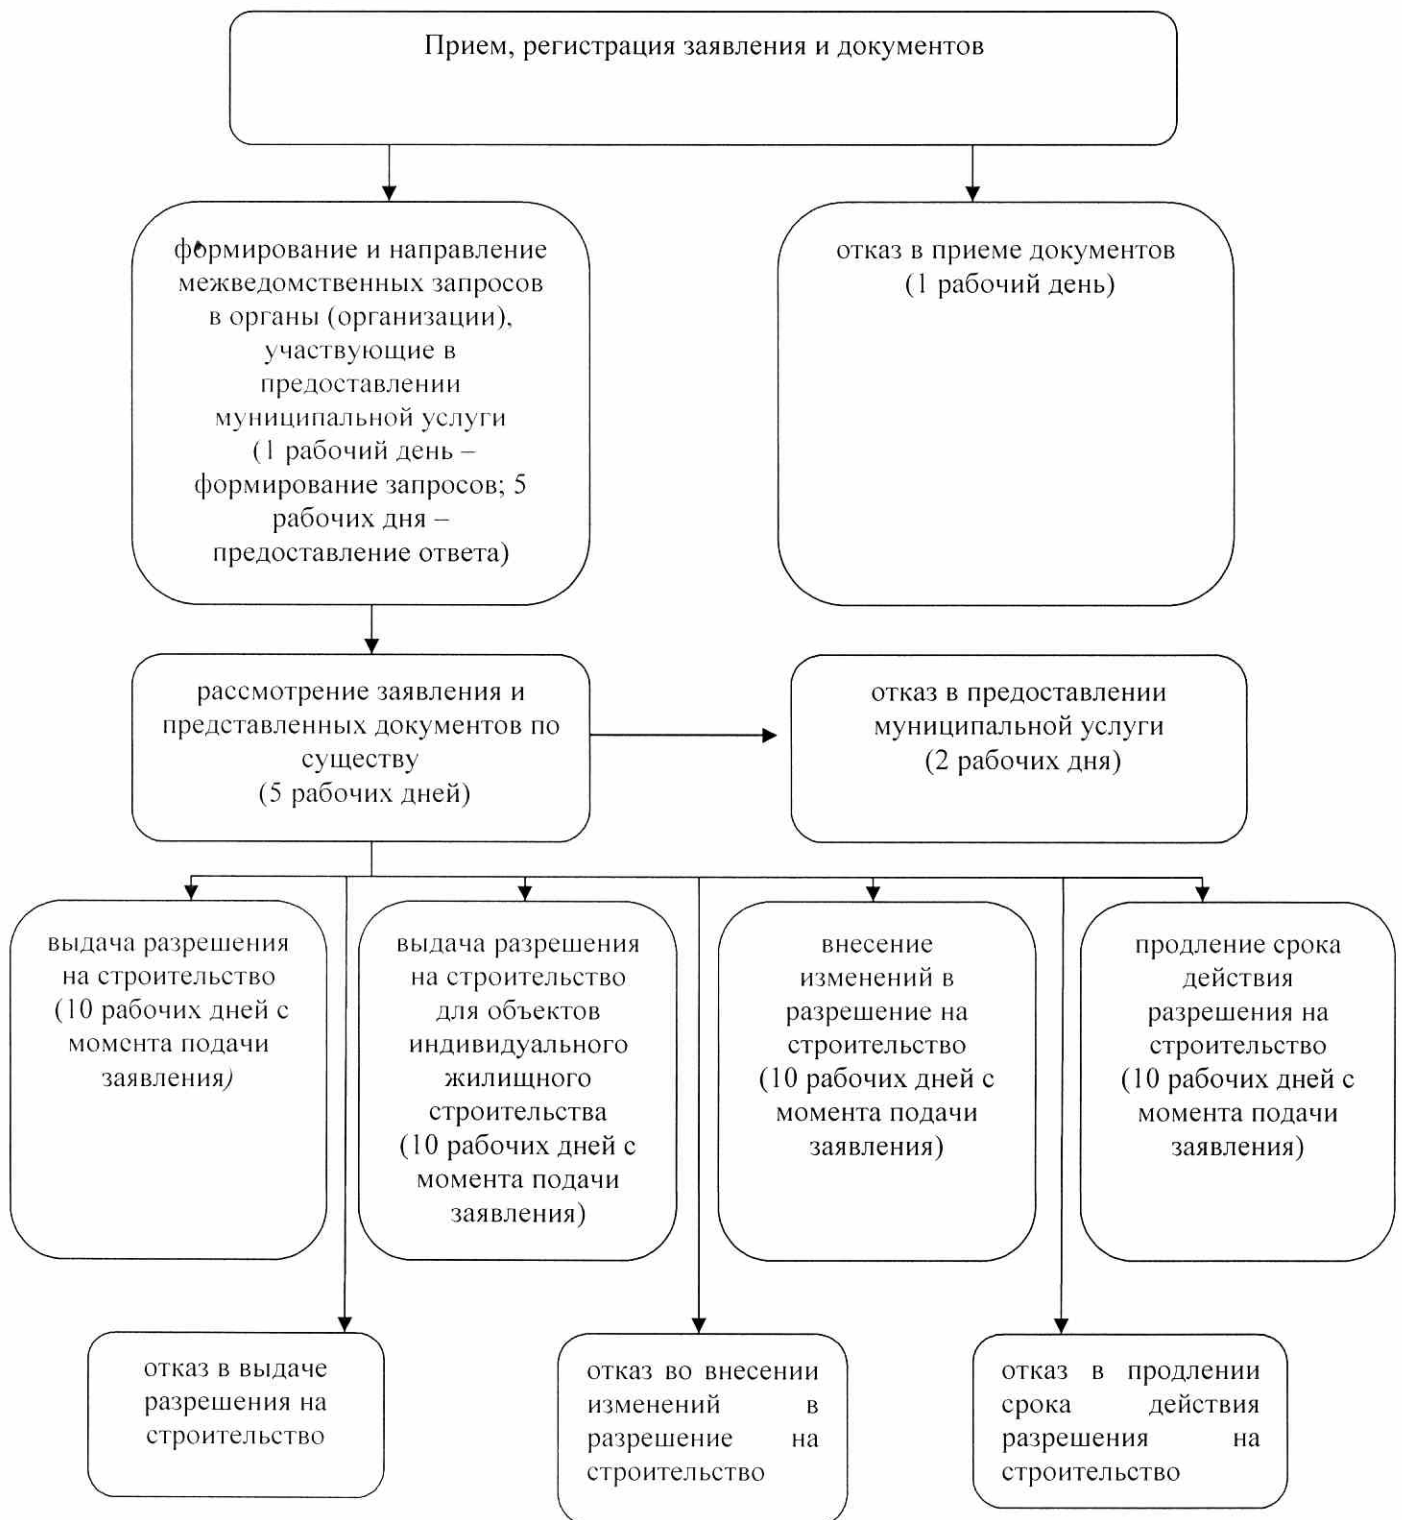 Прием, регистрация заявления и документов
формирование и направление
межведомственных запросов
в органы (организации),
участвующие в
предоставлении
муниципальной услуги
(1 рабочий день –
формирование запросов; 5
рабочих дня –
предоставление ответа)
отказ в приеме документов
(1 рабочий день)
рассмотрение заявления и
представленных документов по
существу
(5 рабочих дней)
отказ в предоставлении
муниципальной услуги
(2 рабочих дня)
выдача разрешения
на строительство
(10 рабочих дней с
момента подачи
заявления)
выдача разрешения
на строительство
для объектов
индивидуального
жилищного
строительства
(10 рабочих дней с
момента подачи
заявления)
внесение
изменений в
разрешение на
строительство
(10 рабочих дней с
момента подачи
заявления)
продление срока
действия
разрешения на
строительство
(10 рабочих дней с
момента подачи
заявления)
отказ в выдаче
разрешения на
строительство
отказ во внесении
изменений в
разрешение на
строительство
отказ в продлении
срока действия
разрешения на
строительство